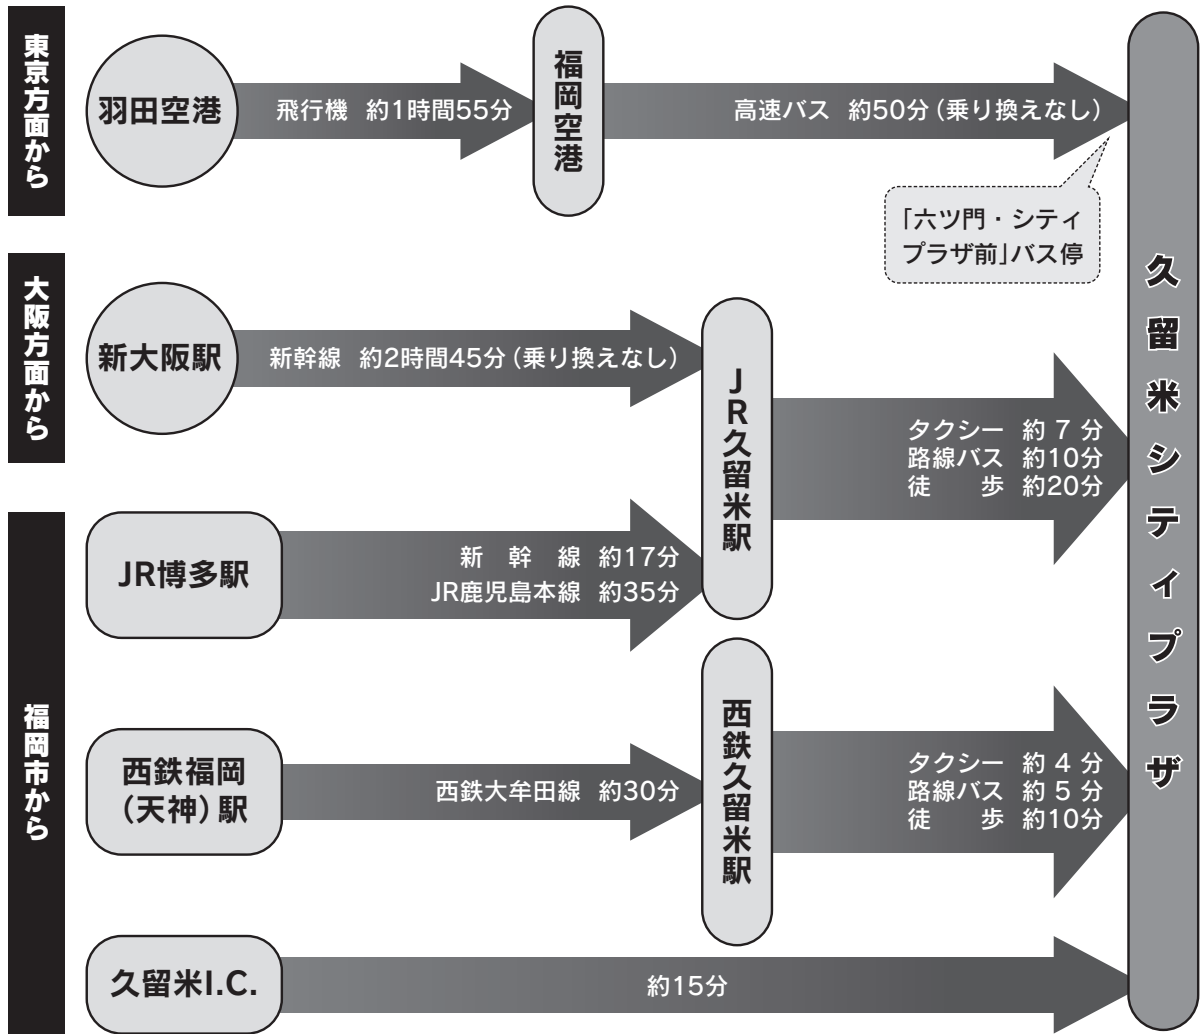 東京方面から
羽田空港
飛行機 約1時間55分
福岡空港
高速バス 約50分（乗り換えなし）
「六ツ門・シティ
プラザ前」バス停
大阪方面から
新大阪駅
新幹線 約2時間45分（乗り換えなし）
JR久留米駅
タクシー 約 7 分
路線バス 約10分
徒　　歩 約20分
福岡市から
JR博多駅
新　幹　線 約17分
JR鹿児島本線 約35分
西鉄福岡
（天神）駅
西鉄大牟田線 約30分
西鉄久留米駅
タクシー 約 4 分
路線バス 約 5 分
徒　　歩 約10分
久留米I.C.
約15分
久留米シティプラザ